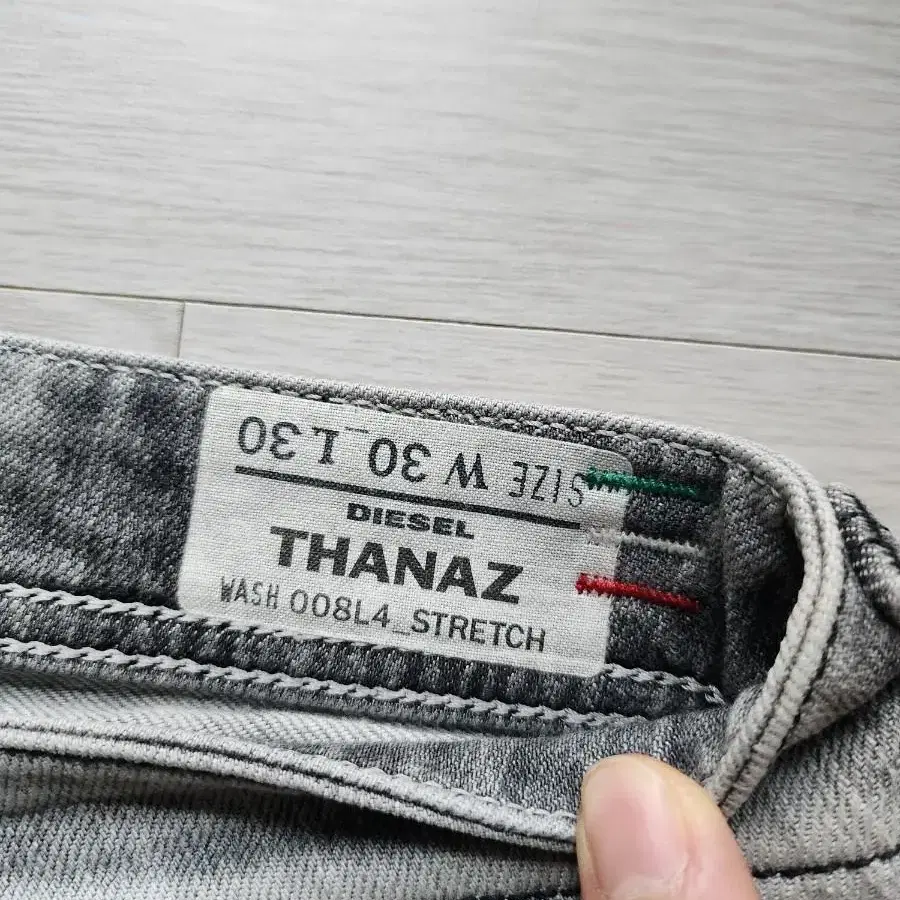 SIZE W 30_L30
DIESEL
THANAZ
WASH 008L4_STRETCH